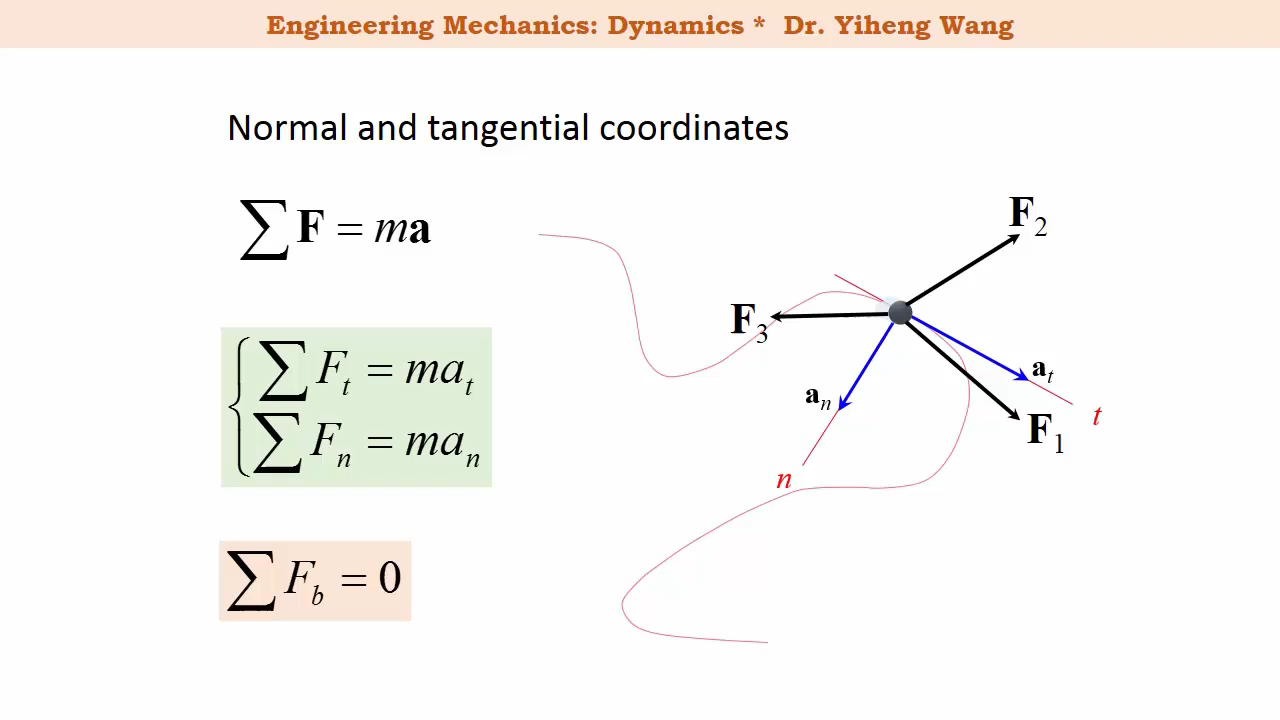 Engineering Mechanics: Dynamics * Dr. Yiheng Wang
Normal and tangential coordinates
∑ F = ma
∑ Fₜ = maₜ
∑ Fₙ = maₙ
∑ F_b = 0
F₂
F₃
aₜ
aₙ
F₁
t
n